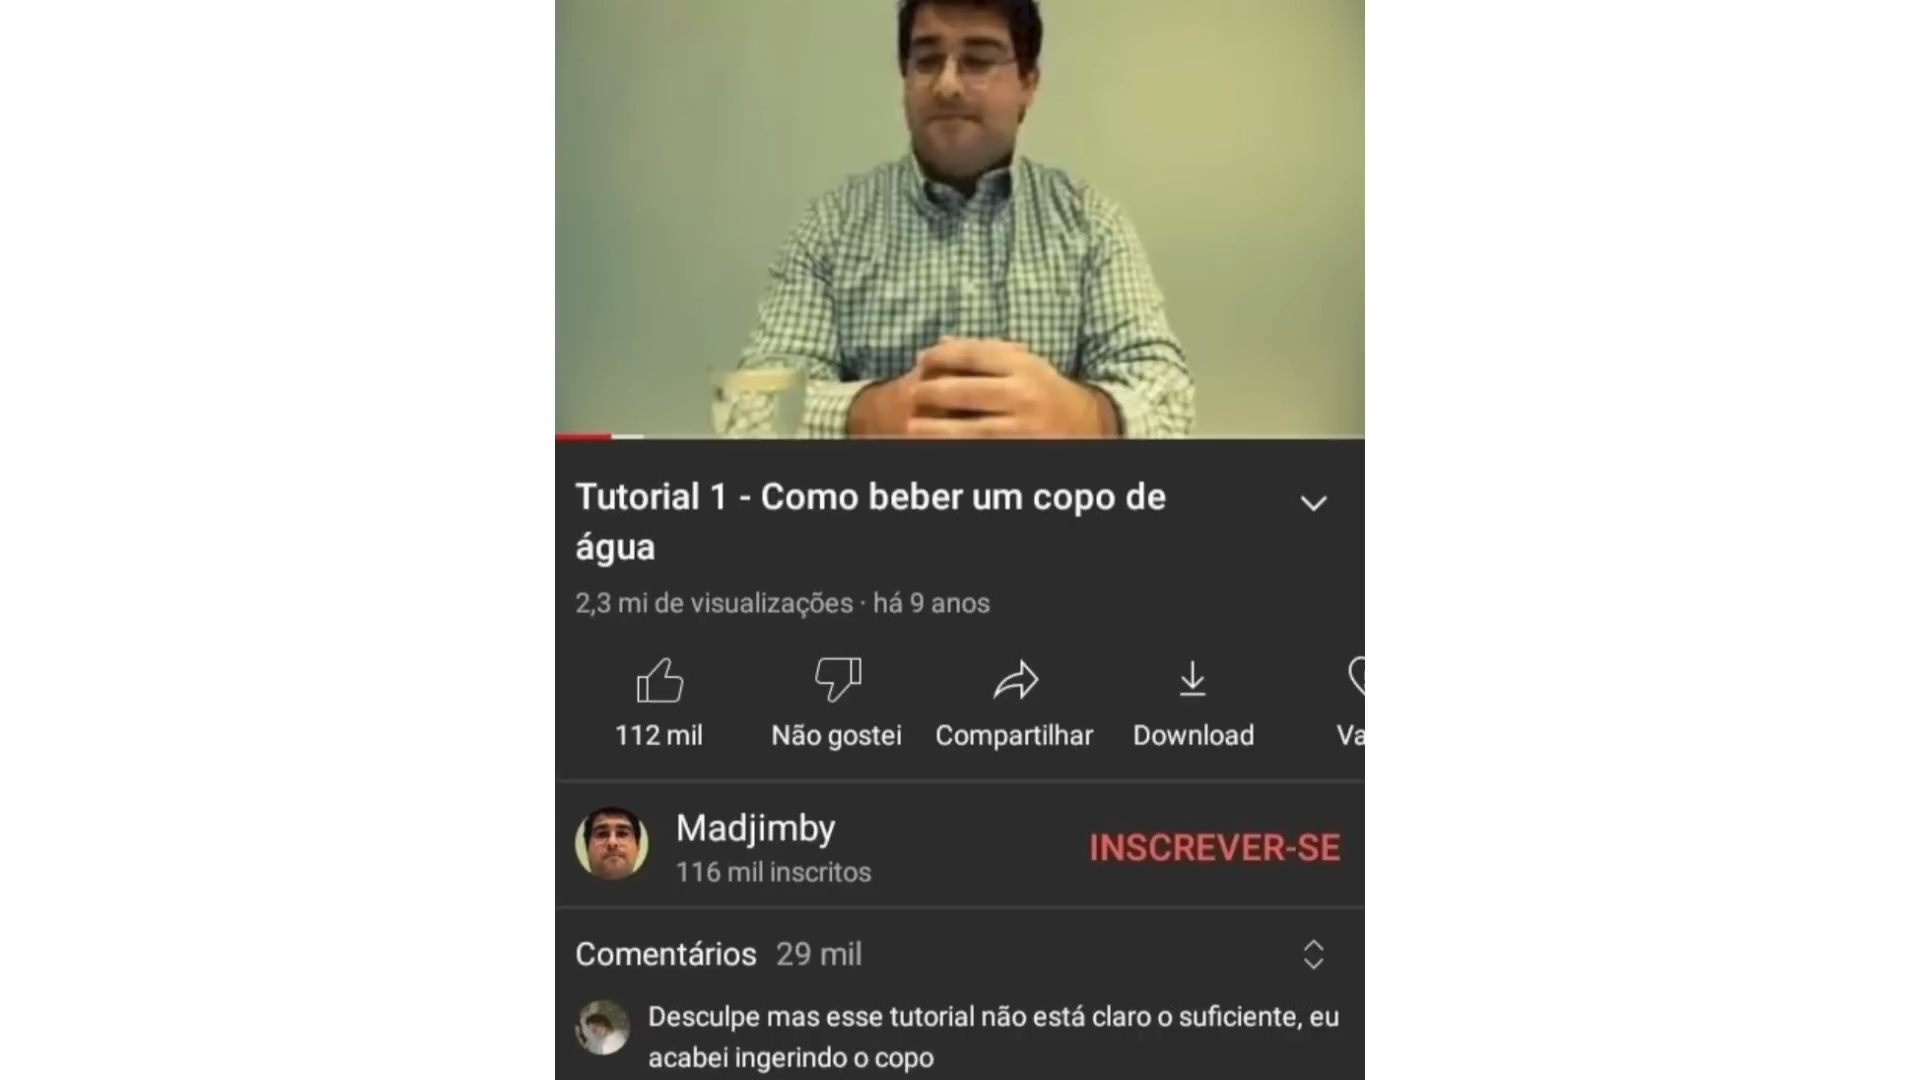 Tutorial 1 - Como beber um copo de
água
2,3 mi de visualizações · há 9 anos
112 mil
Não gostei
Compartilhar
Download
Madjimby
116 mil inscritos
INSCREVER-SE
Comentários 29 mil
Desculpe mas esse tutorial não está claro o suficiente, eu
acabei ingerindo o copo